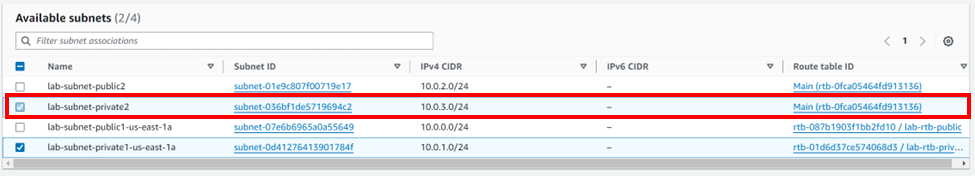 Available subnets (2/4)
Filter subnet associations
1
Name Subnet ID IPv4 CIDR IPv6 CIDR Route table ID
lab-subnet-public2 subnet-01e9c807f00719e17 10.0.2.0/24 – Main (rtb-0fca05464fd913136)
lab-subnet-private2 subnet-036bf1de5719694c2 10.0.3.0/24 – Main (rtb-0fca05464fd913136)
lab-subnet-public1-us-east-1a subnet-07e6b6965a0a55649 10.0.0.0/24 – rtb-087b1903f1bb2fd10 / lab-rtb-public
lab-subnet-private1-us-east-1a subnet-0d41276413901784f 10.0.1.0/24 – rtb-01d6d37ce574068d3 / lab-rtb-priv...